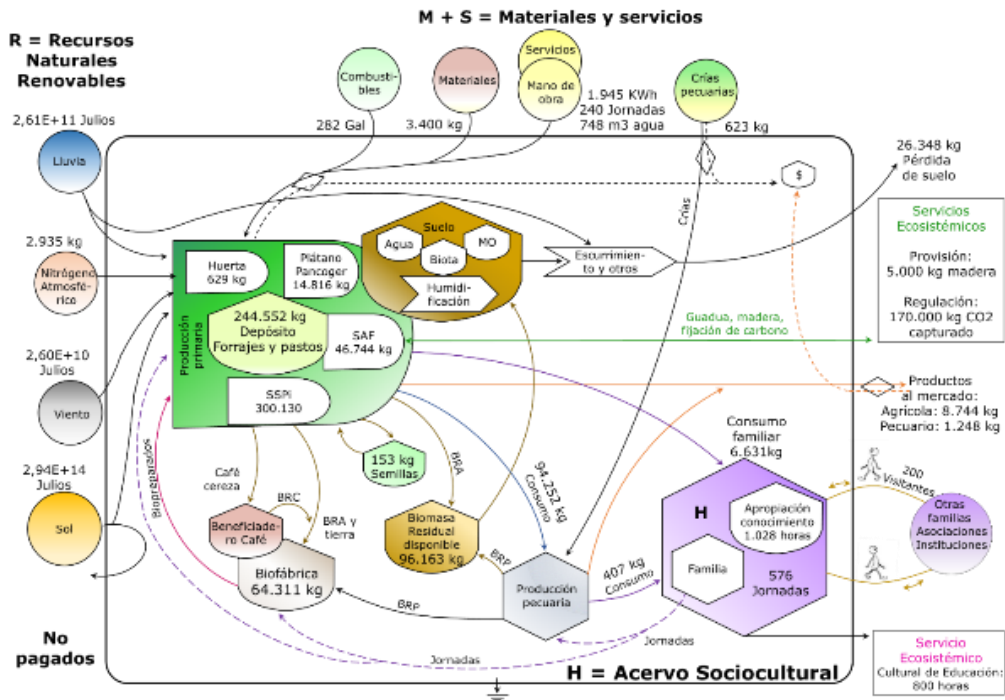 M + S = Materiales y servicios
R = Recursos
Naturales
Renovables
Combusti-
bles
Materiales
Servicios
Mano de
obra
Crías
pecuarias
1.945 KWh
240 Jornadas
748 m3 agua
282 Gal
3.400 kg
623 kg
2,61E+11 Julios
Lluvia
26.348 kg
Pérdida
de suelo
$
Crías
Servicios
Ecosistémicos
Provisión:
5.000 kg madera
Regulación:
170.000 kg CO2
capturado
2.935 kg
Nitrógeno
Atmosfé-
rico
Suelo
Agua
MO
Biota
Humidi-
ficación
Escurrimien-
to y otros
Huerta
629 kg
Plátano
Pancoger
14.816 kg
244.552 kg
Depósito
Forrajes y pastos
SAF
46.744 kg
SSPi
300.130
Producción
primaria
Guadua, madera,
fijación de carbono
2,60E+10
Julios
Viento
Productos
al mercado:
Agrícola: 8.744 kg
Pecuario: 1.248 kg
Consumo
familiar
6.631kg
2,94E+14
Julios
Sol
Biopreparados
Café
cereza
BRC
153 kg
Semillas
BRA
94.252 kg
Consumo
200
Visitantes
Beneficiade-
ro Café
BRA y
tierra
Biomasa
Residual
disponible
96.163 kg
BRP
H
Apropiación
conocimiento
1.028 horas
Otras
familias
Asociaciones
Instituciones
Biofábrica
64.311 kg
Producción
pecuaria
407 kg
Consumo
Familia
576
Jornadas
BRP
Jornadas
Jornadas
No
pagados
H = Acervo Sociocultural
Servicio
Ecosistémico
Cultural de Educación:
800 horas